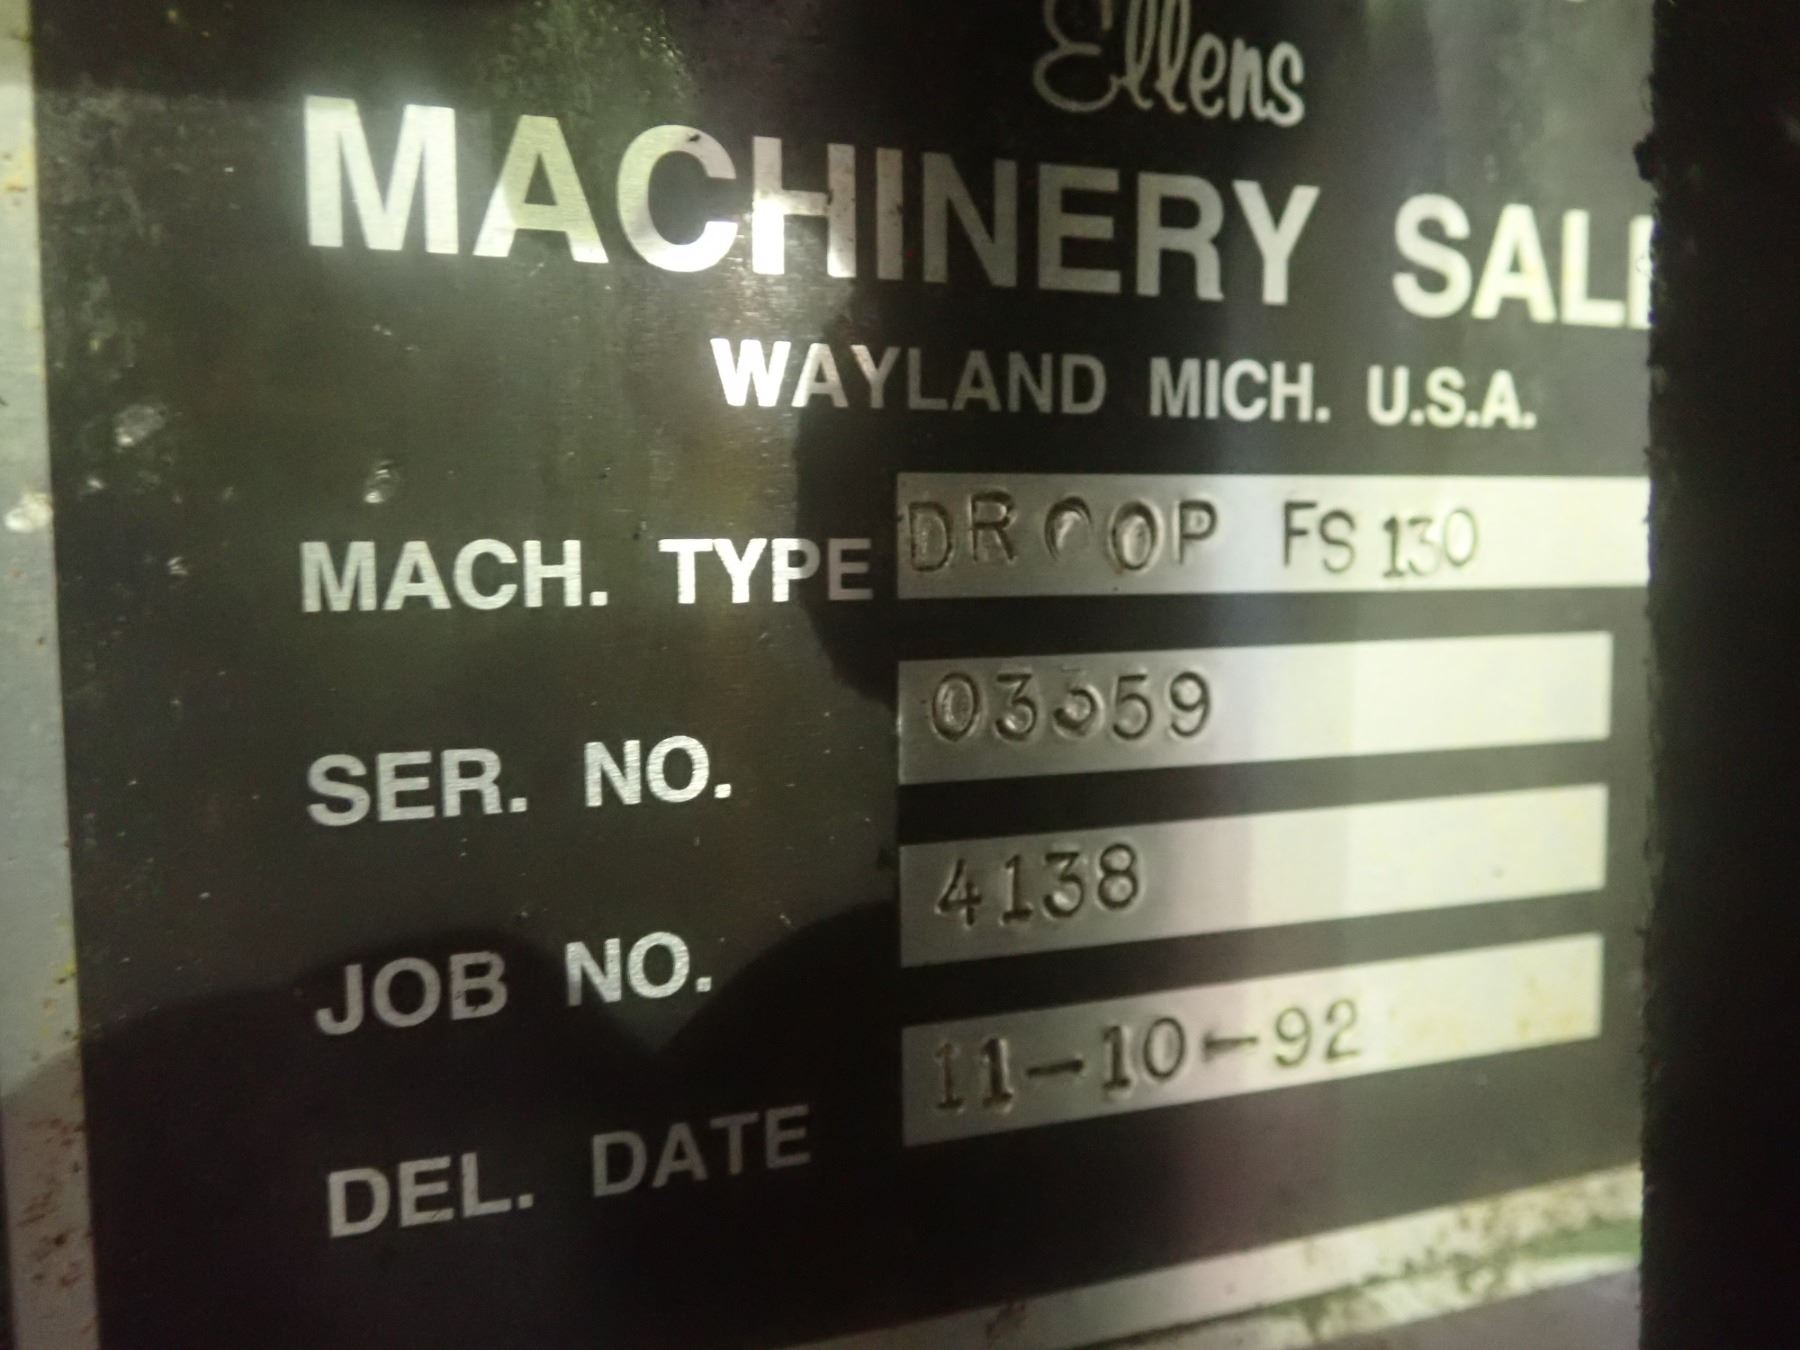 Ellens
MACHINERY SALE
WAYLAND MICH. U.S.A.
MACH. TYPE DROOP FS 130
SER. NO. 03359
JOB NO. 4138
DEL. DATE 11-10-92